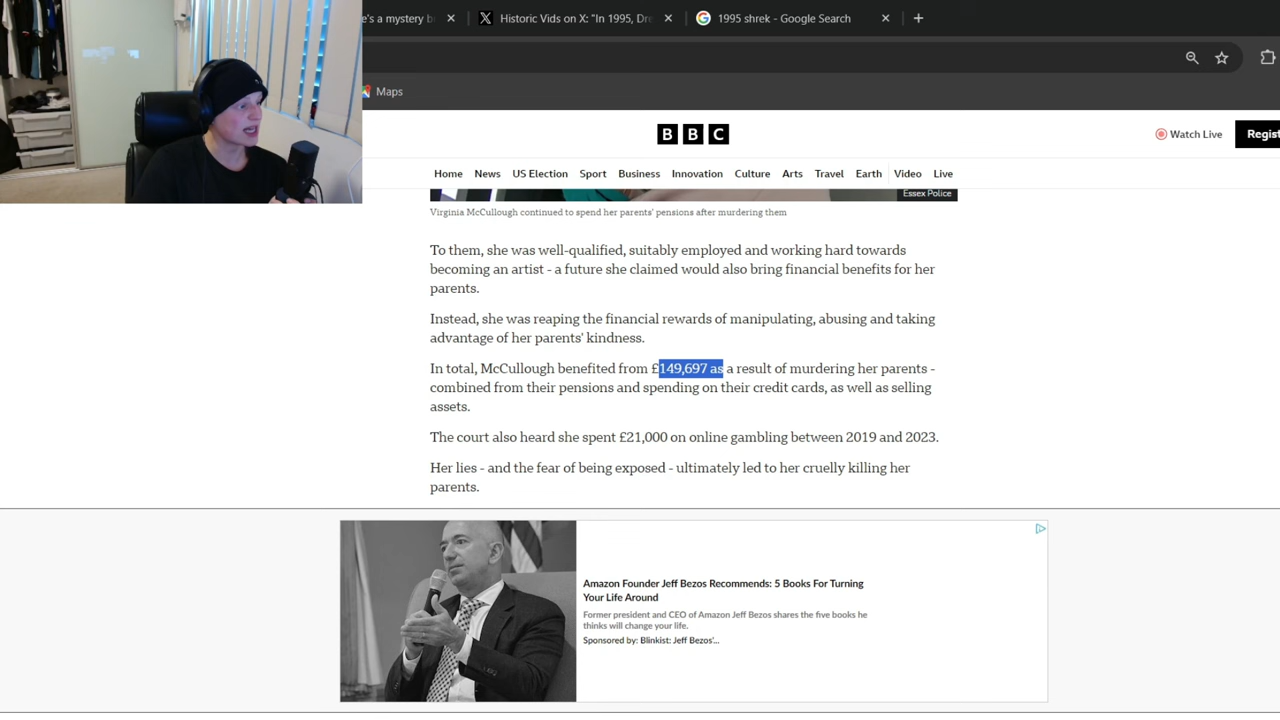 e's a mystery b
Historic Vids on X: "In 1995, Dre
1995 shrek - Google Search
Maps
BBC
Watch Live
Regist
Home News US Election Sport Business Innovation Culture Arts Travel Earth Video Live
Essex Police
Virginia McCullough continued to spend her parents' pensions after murdering them
To them, she was well-qualified, suitably employed and working hard towards
becoming an artist - a future she claimed would also bring financial benefits for her
parents.
Instead, she was reaping the financial rewards of manipulating, abusing and taking
advantage of her parents' kindness.
In total, McCullough benefited from £149,697 as a result of murdering her parents -
combined from their pensions and spending on their credit cards, as well as selling
assets.
The court also heard she spent £21,000 on online gambling between 2019 and 2023.
Her lies - and the fear of being exposed - ultimately led to her cruelly killing her
parents.
Amazon Founder Jeff Bezos Recommends: 5 Books For Turning
Your Life Around
Former president and CEO of Amazon Jeff Bezos shares the five books he
thinks will change your life.
Sponsored by: Blinkist: Jeff Bezos'...